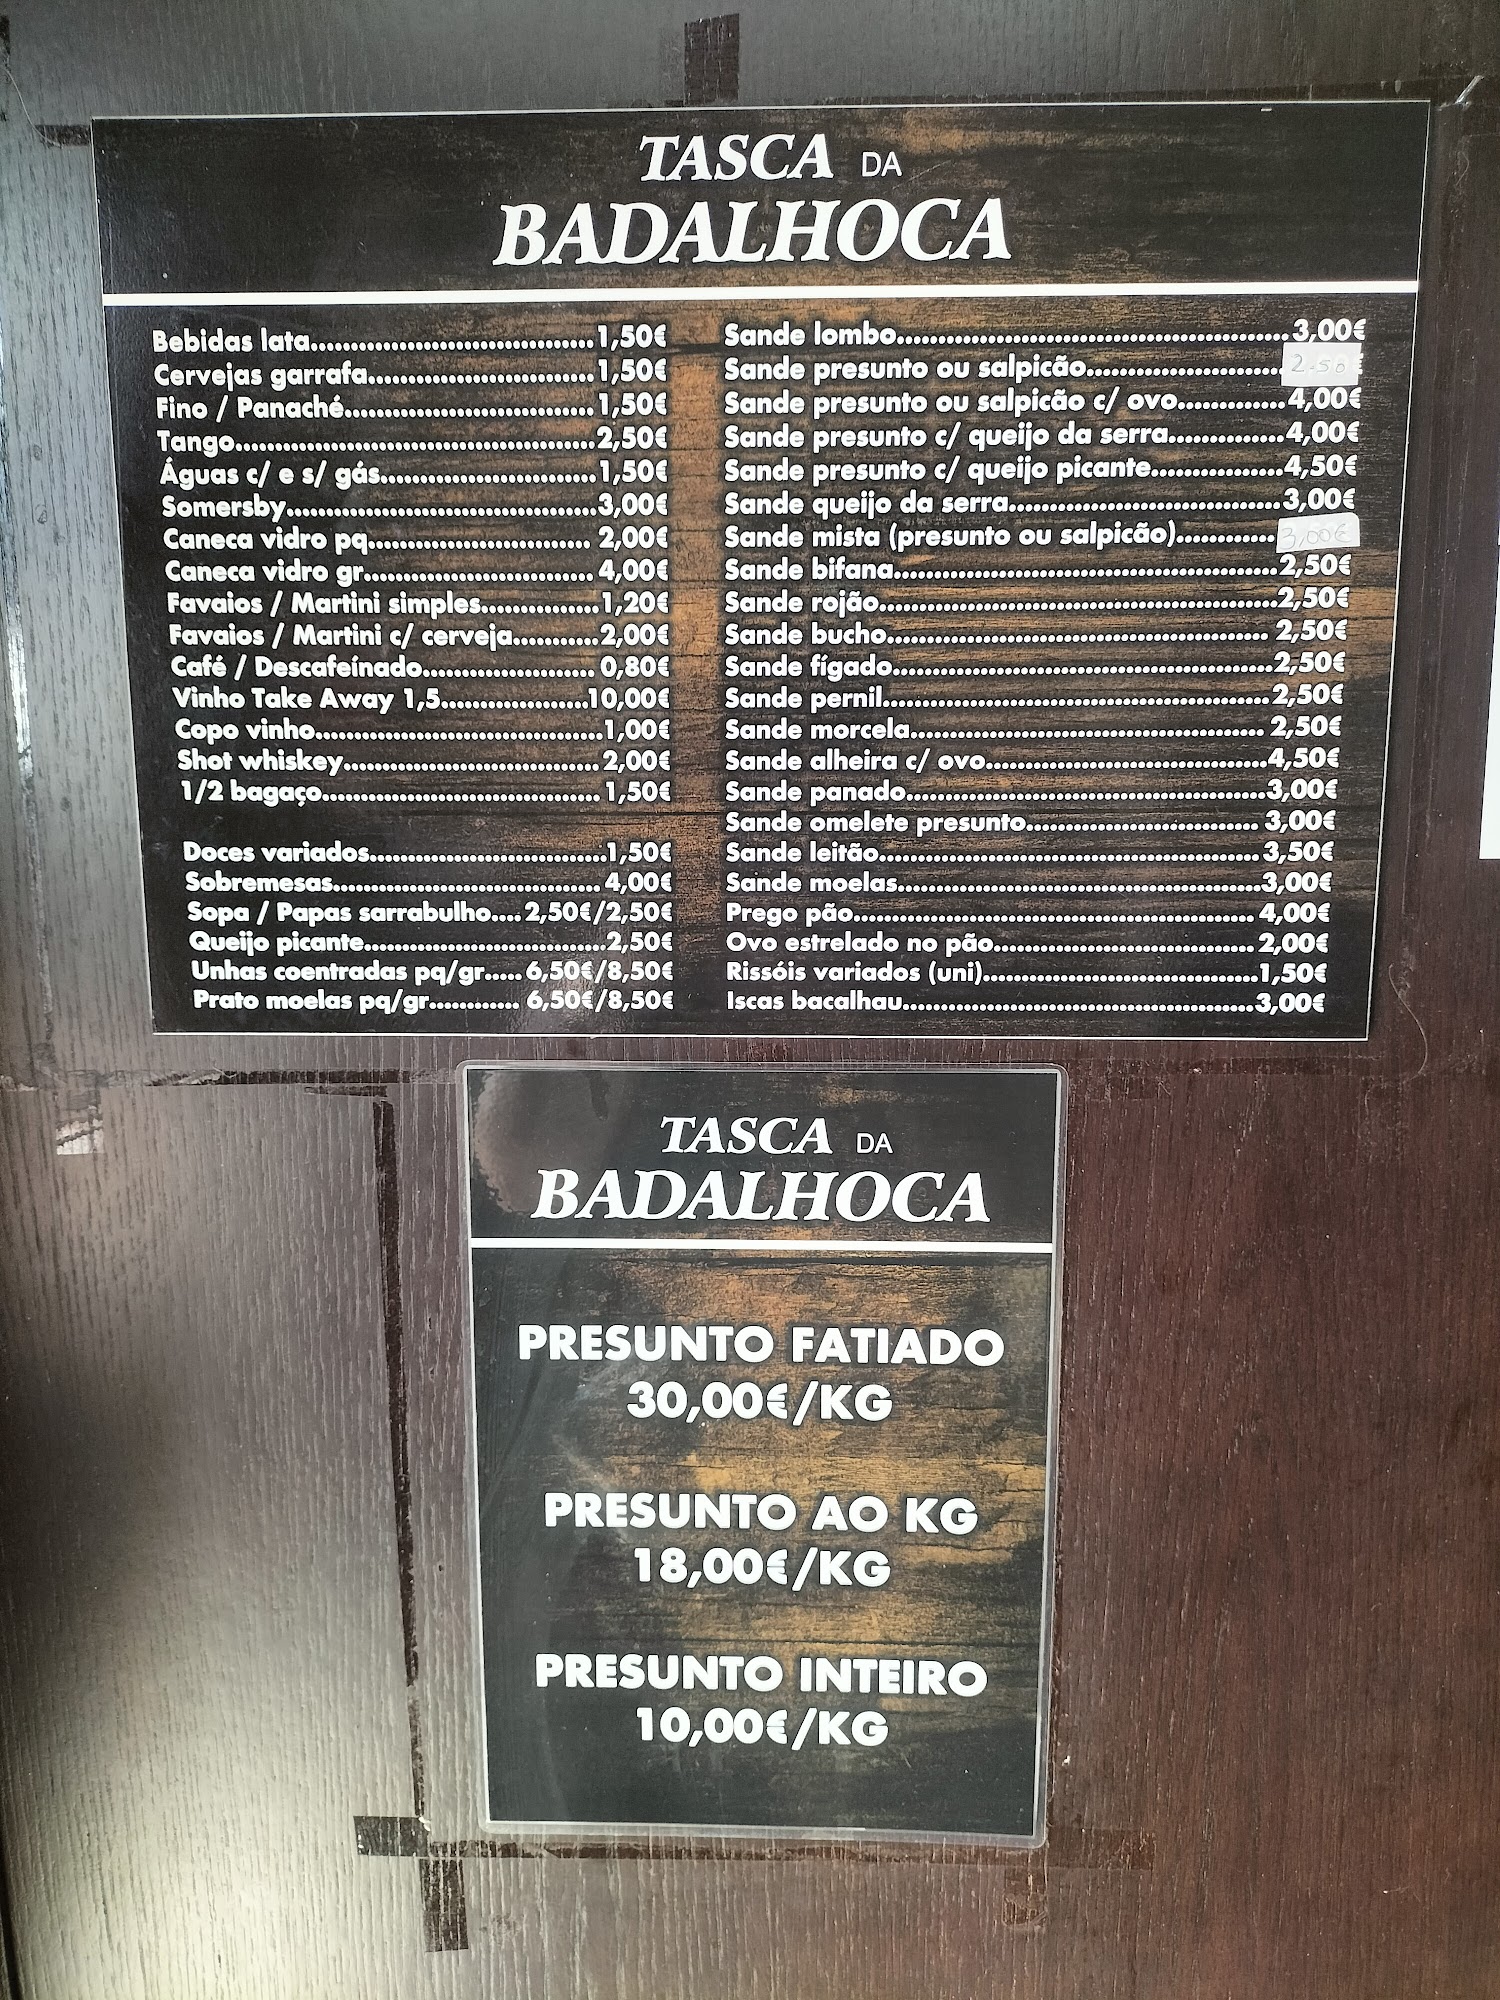 TASCA DA
BADALHOCA
Bebidas lata..........1,50€
Cervejas garrafa..........1,50€
Fino / Panaché..........1,50€
Tango..........2,50€
Águas c/ e s/ gás..........1,50€
Somersby..........3,00€
Caneca vidro pq.......... 2,00€
Caneca vidro gr..........4,00€
Favaios / Martini simples..........1,20€
Favaios / Martini c/ cerveja..........2,00€
Café / Descafeínado.......... 0,80€
Vinho Take Away 1,5..........10,00€
Copo vinho..........1,00€
Shot whiskey..........2,00€
1/2 bagaço.......... 1,50€
Doces variados..........1,50€
Sobremesas..........4,00€
Sopa / Papas sarrabulho....2,50€/2,50€
Queijo picante..........2,50€
Unhas coentradas pq/gr..... 6,50€/8,50€
Prato moelas pq/gr............ 6,50€/8,50€
Sande lombo..........3,00€
Sande presunto ou salpicão..........2.50€
Sande presunto ou salpicão c/ ovo..........4,00€
Sande presunto c/ queijo da serra..........4,00€
Sande presunto c/ queijo picante..........4,50€
Sande queijo da serra..........3,00€
Sande mista (presunto ou salpicão)..........3,00€
Sande bifana..........2,50€
Sande rojão..........2,50€
Sande bucho.......... 2,50€
Sande fígado..........2,50€
Sande pernil..........2,50€
Sande morcela.......... 2,50€
Sande alheira c/ ovo..........4,50€
Sande panado..........3,00€
Sande omelete presunto.......... 3,00€
Sande leitão..........3,50€
Sande moelas..........3,00€
Prego pão.......... 4,00€
Ovo estrelado no pão..........2,00€
Rissóis variados (uni)..........1,50€
Iscas bacalhau..........3,00€
TASCA DA
BADALHOCA
PRESUNTO FATIADO
30,00€/KG
PRESUNTO AO KG
18,00€/KG
PRESUNTO INTEIRO
10,00€/KG